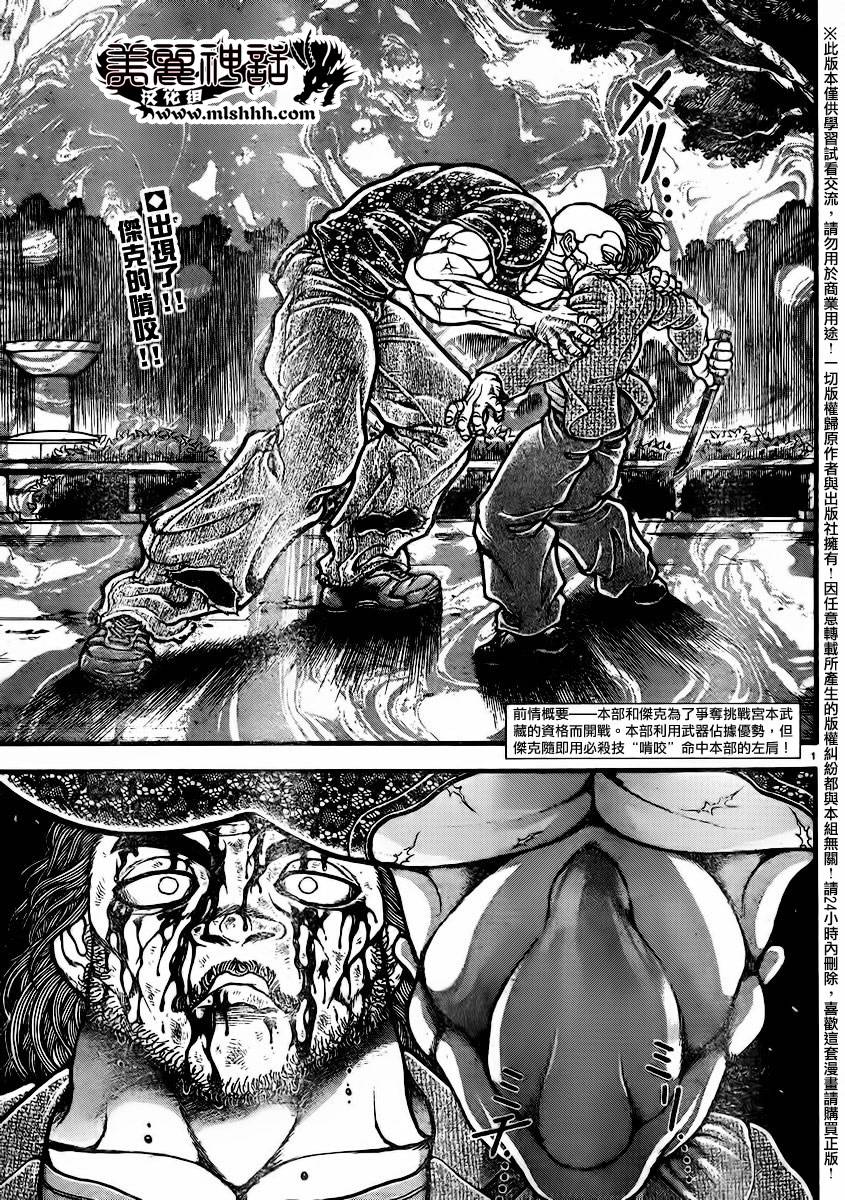 美麗神話
汉化组
www.mlshhh.com
◆出現了!!
傑克的啃咬!!
メ…
前情概要——本部和傑克為了爭奪挑戰宮本武
藏的資格而開戰。本部利用武器佔據優勢，但
傑克隨即用必殺技“啃咬”命中本部的左肩！
1
ミチ…
メキ…
※此版本僅供學習試看交流，請勿用於商業用途！一切版權歸原作者與出版社擁有！因任意轉載所產生的版權糾紛都與本組無關！請24小時內刪除，喜歡這套漫畫請購買正版！